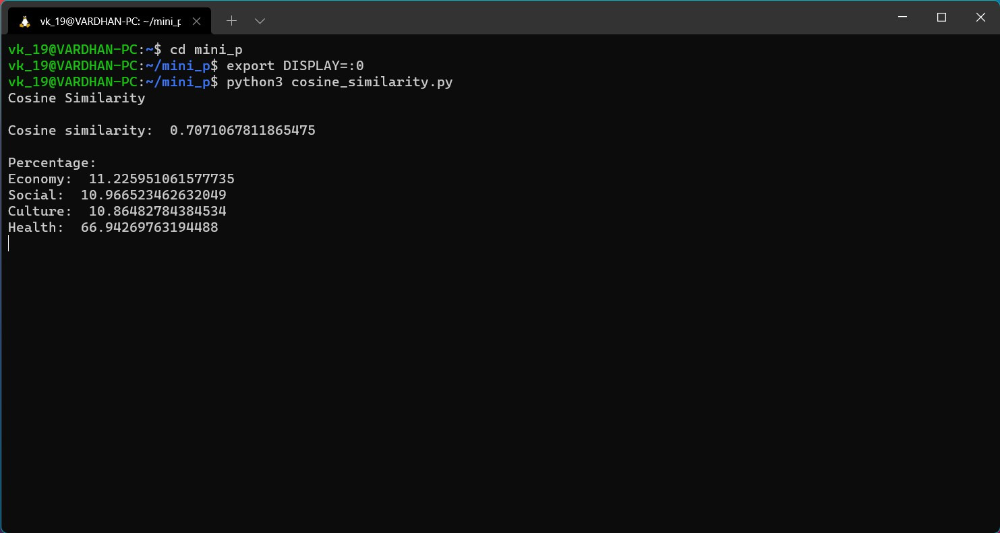 vk_19@VARDHAN-PC: ~/mini_p
vk_19@VARDHAN-PC:~$ cd mini_p
vk_19@VARDHAN-PC:~/mini_p$ export DISPLAY=:0
vk_19@VARDHAN-PC:~/mini_p$ python3 cosine_similarity.py
Cosine Similarity
Cosine similarity:  0.7071067811865475
Percentage:
Economy:  11.225951061577735
Social:  10.966523462632049
Culture:  10.86482784384534
Health:  66.94269763194488